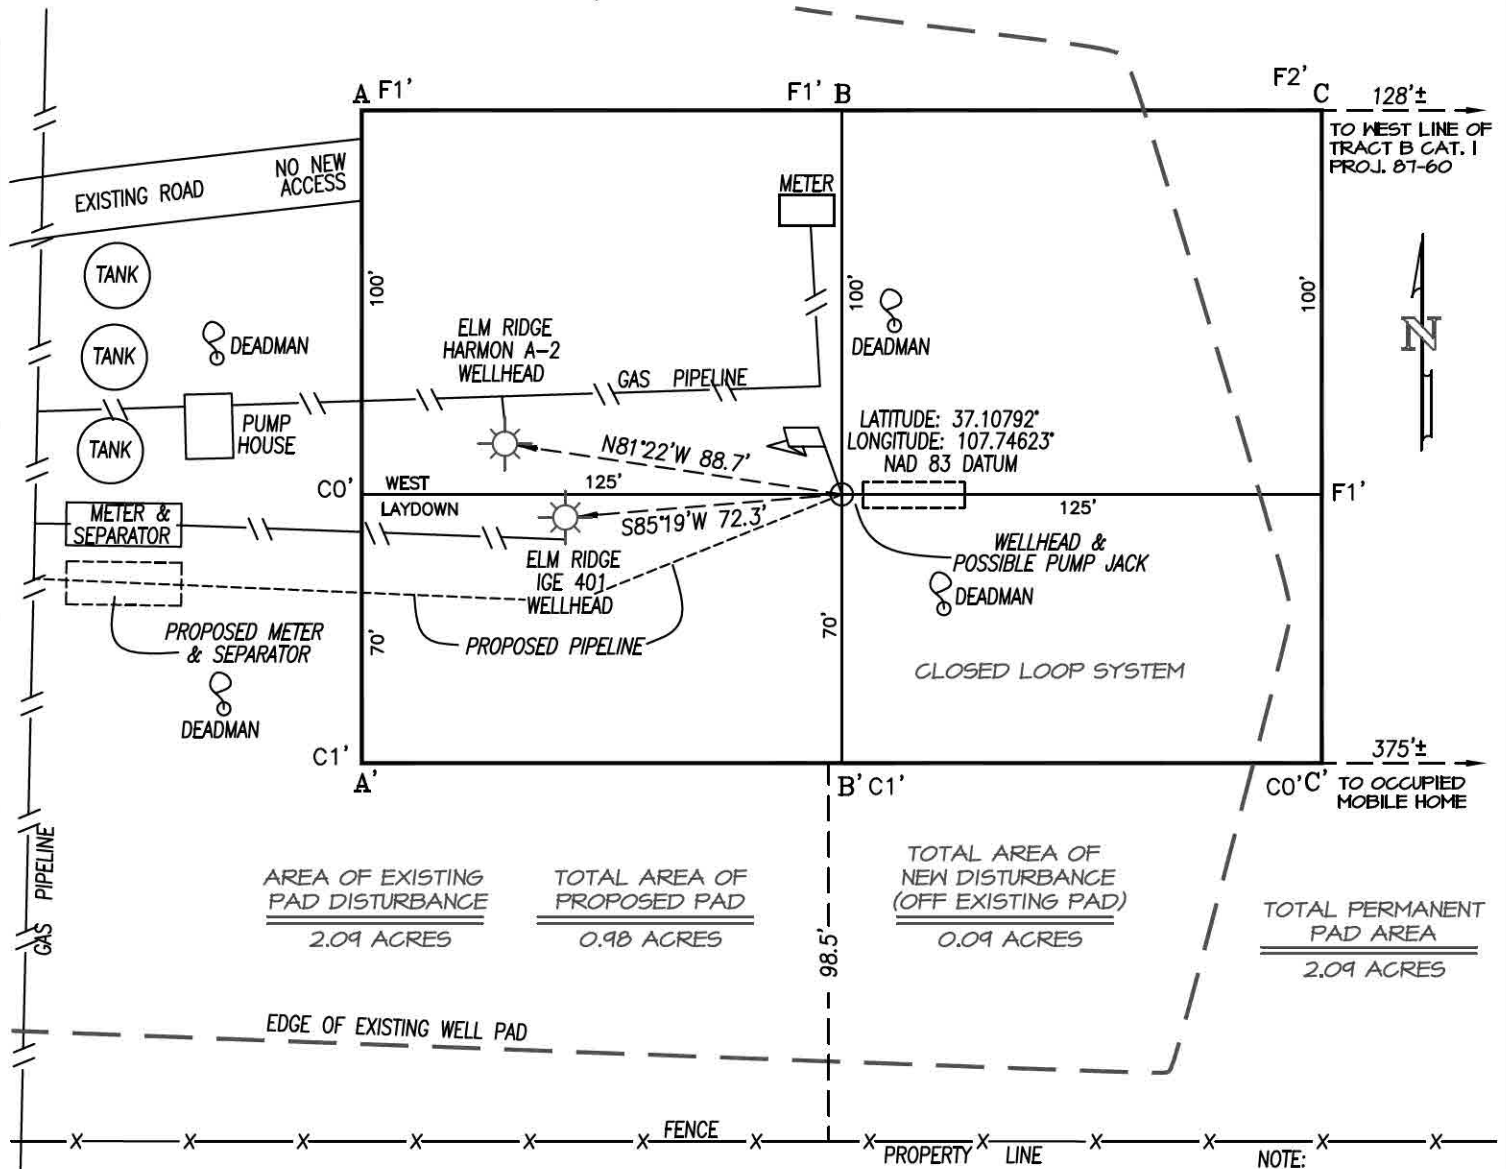 A F1'
F1' B
F2'
C
128'±
TO WEST LINE OF
TRACT B CAT. 1
PROJ. 87-60
NO NEW
ACCESS
EXISTING ROAD
METER
TANK
100'
100'
100'
N
DEADMAN
ELM RIDGE
HARMON A-2
WELLHEAD
TANK
DEADMAN
GAS PIPELINE
PUMP
HOUSE
TANK
LATITUDE: 37.10792°
LONGITUDE: 107.74623°
NAD 83 DATUM
N81°22'W 88.7'
C0'
WEST
LAYDOWN
125'
125'
F1'
METER &
SEPARATOR
S85°19'W 72.3'
WELLHEAD &
POSSIBLE PUMP JACK
ELM RIDGE
IGE 401
WELLHEAD
DEADMAN
PROPOSED METER
& SEPARATOR
70'
PROPOSED PIPELINE
70'
CLOSED LOOP SYSTEM
DEADMAN
C1'
A'
B' C1'
C0' C'
375'±
TO OCCUPIED
MOBILE HOME
GAS PIPELINE
AREA OF EXISTING
PAD DISTURBANCE
2.09 ACRES
TOTAL AREA OF
PROPOSED PAD
0.98 ACRES
TOTAL AREA OF
NEW DISTURBANCE
(OFF EXISTING PAD)
0.09 ACRES
TOTAL PERMANENT
PAD AREA
2.09 ACRES
98.5'
EDGE OF EXISTING WELL PAD
FENCE
PROPERTY LINE
NOTE: